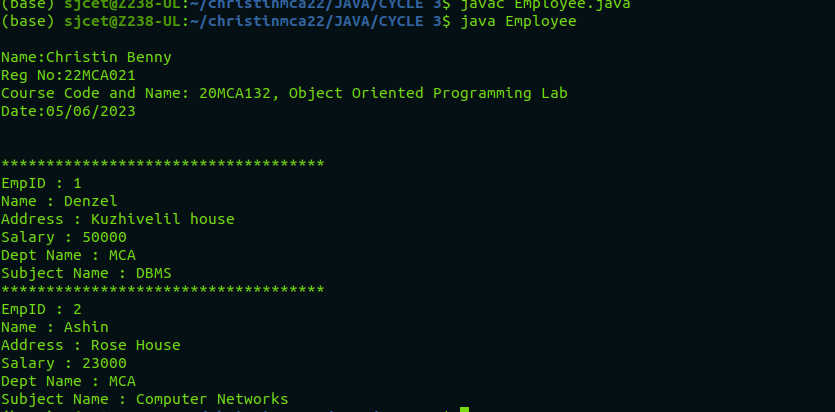 (base) sjcet@Z238-UL:~/christinmca22/JAVA/CYCLE 3$ javac Employee.java
(base) sjcet@Z238-UL:~/christinmca22/JAVA/CYCLE 3$ java Employee
Name:Christin Benny
Reg No:22MCA021
Course Code and Name: 20MCA132, Object Oriented Programming Lab
Date:05/06/2023
************************************
EmpID : 1
Name : Denzel
Address : Kuzhivelil house
Salary : 50000
Dept Name : MCA
Subject Name : DBMS
************************************
EmpID : 2
Name : Ashin
Address : Rose House
Salary : 23000
Dept Name : MCA
Subject Name : Computer Networks